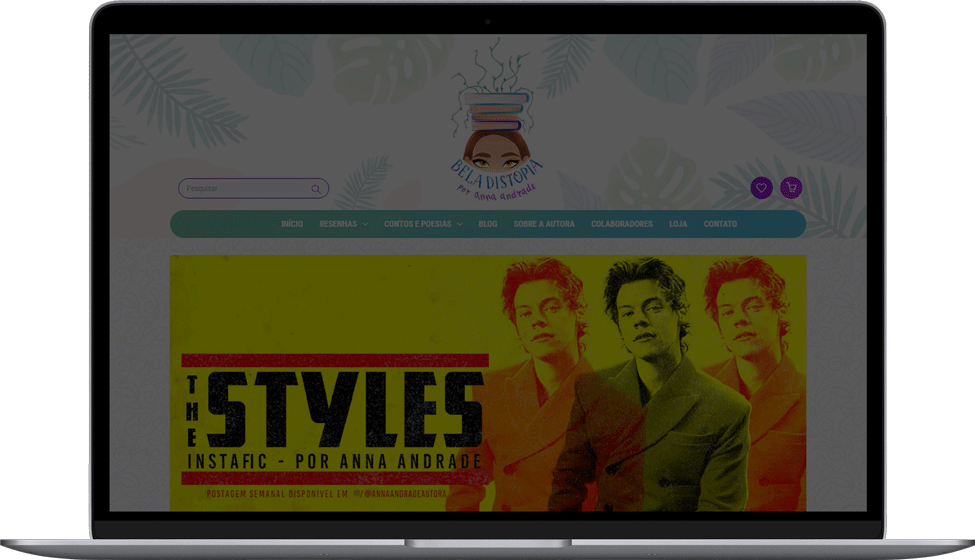 BELA DISTOPIA
por anna andrade
Pesquisar
INÍCIO RESENHAS CONTOS E POESIAS BLOG SOBRE A AUTORA COLABORADORES LOJA CONTATO
THE STYLES
INSTAFIC - POR ANNA ANDRADE
POSTAGEM SEMANAL DISPONÍVEL EM @ANNAANDRADEAUTORA